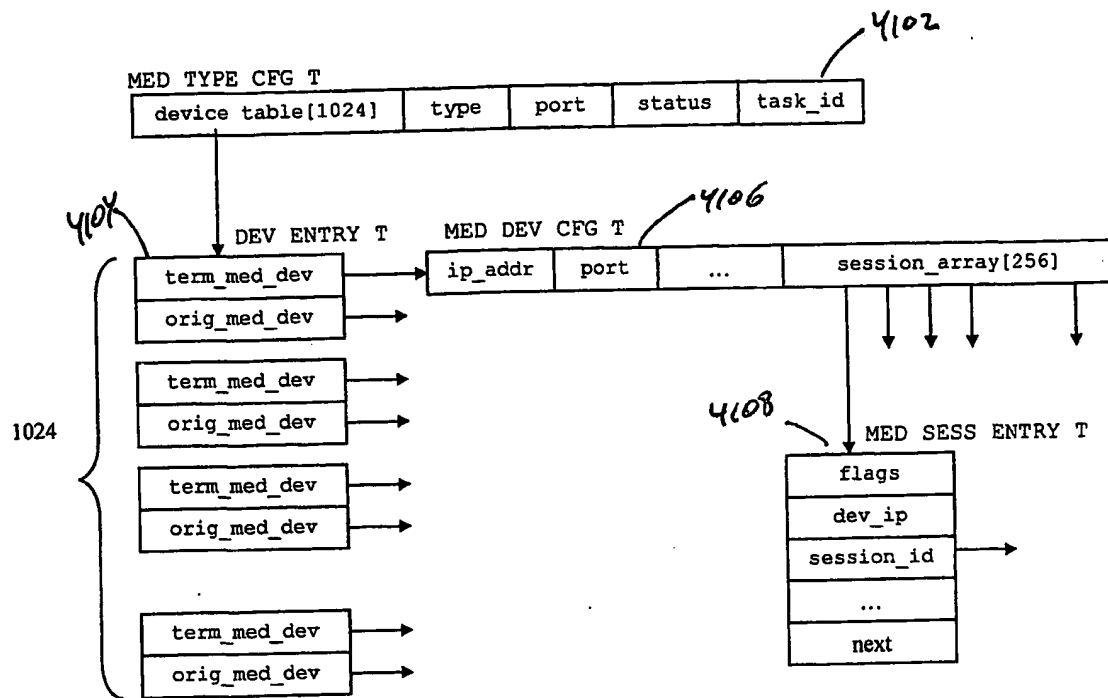 4102
MED TYPE CFG T
device table[1024] type port status task_id
4104
DEV ENTRY T
4106
MED DEV CFG T
term_med_dev
orig_med_dev
ip_addr port ... session_array[256]
term_med_dev
orig_med_dev
1024
4108
MED SESS ENTRY T
term_med_dev
orig_med_dev
flags
dev_ip
session_id
...
next
term_med_dev
orig_med_dev